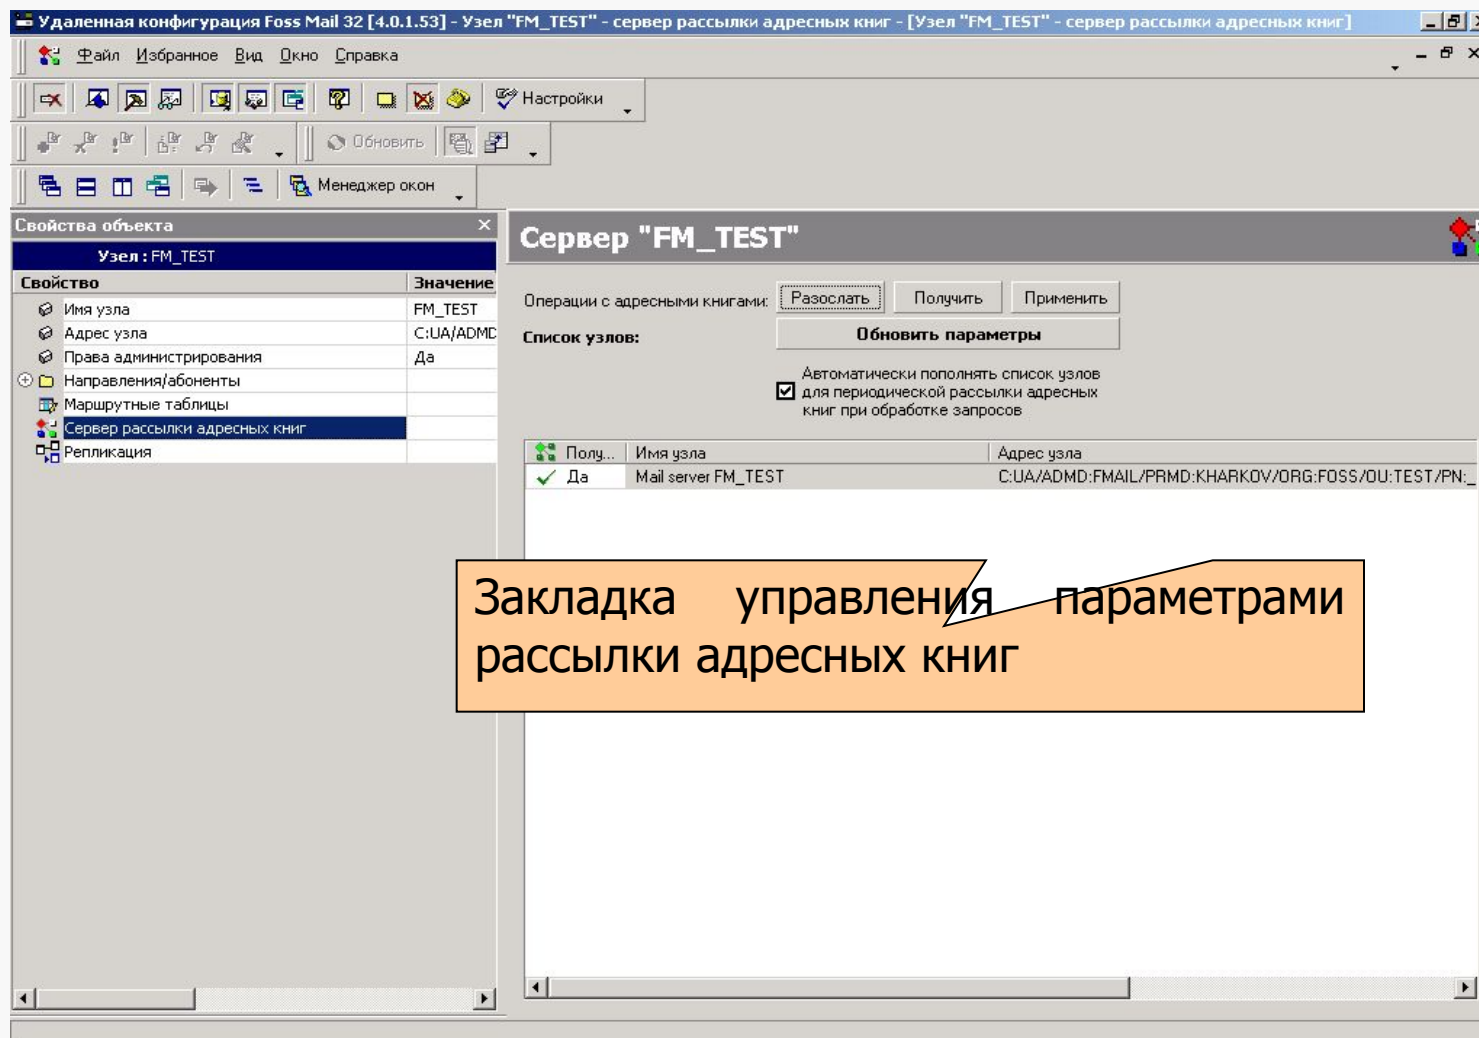 Удаленная конфигурация Foss Mail 32 [4.0.1.53] - Узел "FM_TEST" - сервер рассылки адресных книг - [Узел "FM_TEST" - сервер рассылки адресных книг]
Файл Избранное Вид Окно Справка
Настройки
Обновить
Менеджер окон
Свойства объекта
Узел : FM_TEST
Свойство Значение
Имя узла FM_TEST
Адрес узла C:UA/ADMD
Права администрирования Да
Направления/абоненты
Маршрутные таблицы
Сервер рассылки адресных книг
Репликация
Сервер "FM_TEST"
Операции с адресными книгами: Разослать Получить Применить
Список узлов: Обновить параметры
Автоматически пополнять список узлов
для периодической рассылки адресных
книг при обработке запросов
Полу... Имя узла Адрес узла
Да Mail server FM_TEST C:UA/ADMD:FMAIL/PRMD:KHARKOV/ORG:FOSS/OU:TEST/PN:_
Закладка управления параметрами
рассылки адресных книг